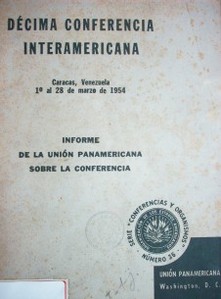 DÉCIMA CONFERENCIA
INTERAMERICANA
Caracas, Venezuela
1º al 28 de marzo de 1954
INFORME
DE LA UNIÓN PANAMERICANA
SOBRE LA CONFERENCIA
SERIE "CONFERENCIAS Y ORGANISMOS"
NÚMERO 36
UNIÓN PANAMERICANA
Washington, D. C.